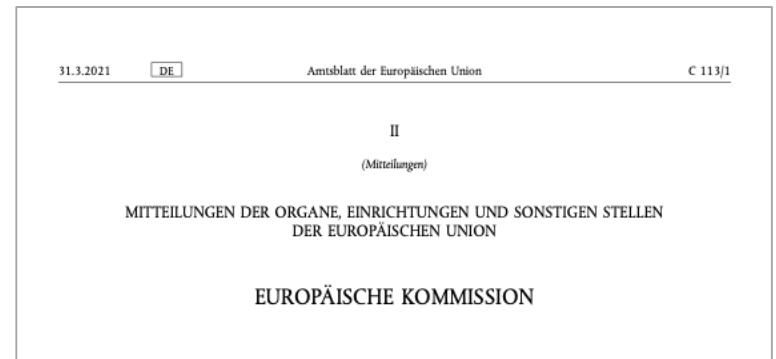 31.3.2021 DE Amtsblatt der Europäischen Union C 113/1
II
(Mitteilungen)
MITTEILUNGEN DER ORGANE, EINRICHTUNGEN UND SONSTIGEN STELLEN
DER EUROPÄISCHEN UNION
EUROPÄISCHE KOMMISSION